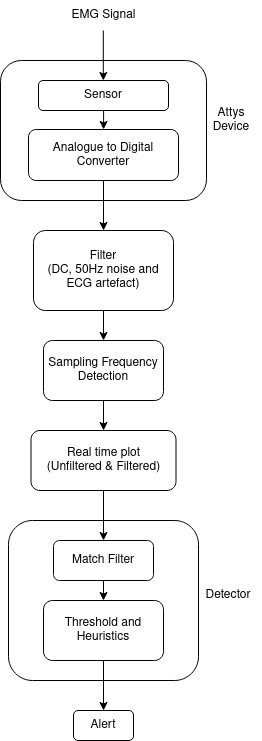 EMG Signal
Sensor
Attys
Device
Analogue to Digital
Converter
Filter
(DC, 50Hz noise and
ECG artefact)
Sampling Frequency
Detection
Real time plot
(Unfiltered & Filtered)
Match Filter
Detector
Threshold and
Heuristics
Alert